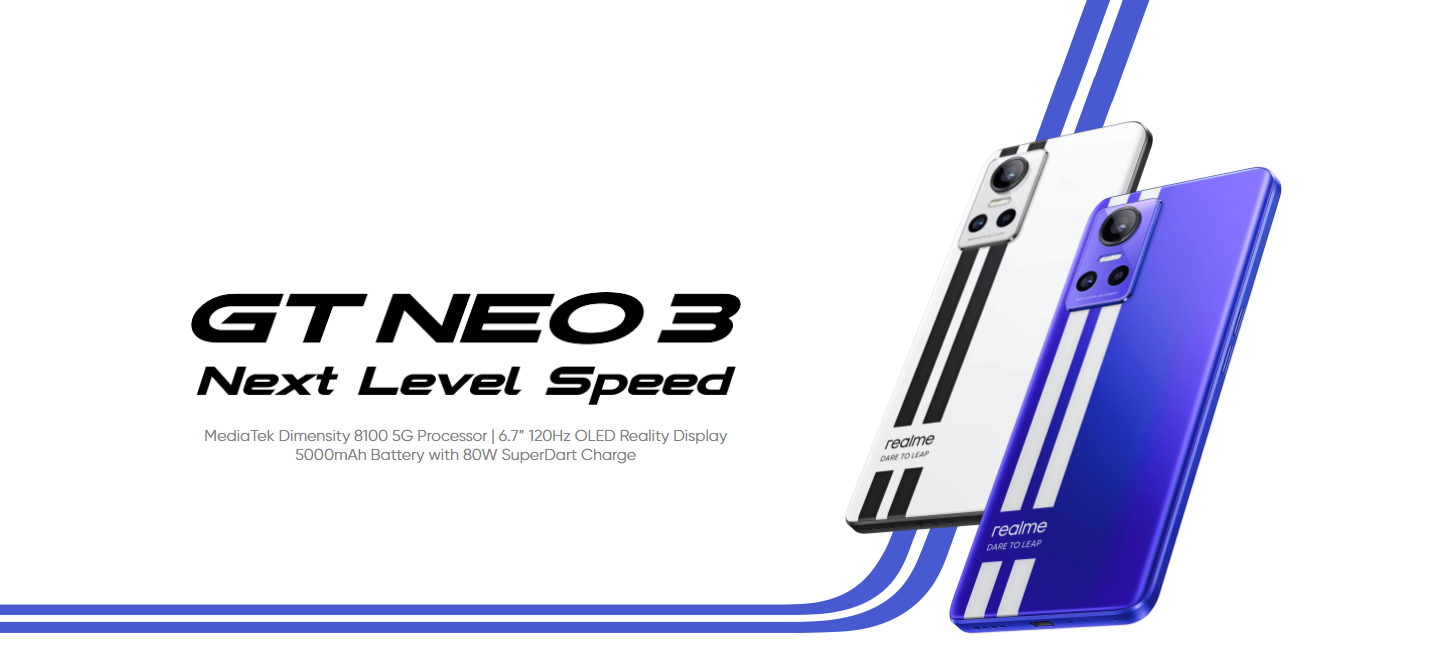 GT NEO 3
Next Level Speed
MediaTek Dimensity 8100 5G Processor | 6.7” 120Hz OLED Reality Display
5000mAh Battery with 80W SuperDart Charge
realme
DARE TO LEAP
realme
DARE TO LEAP